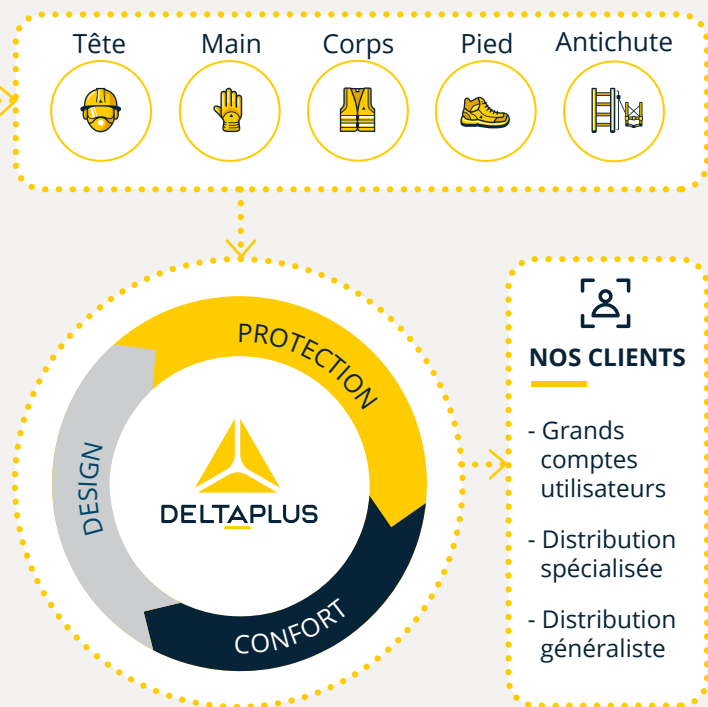 Tête
Main
Corps
Pied
Antichute
PROTECTION
DESIGN
DELTAPLUS
CONFORT
NOS CLIENTS
- Grands
comptes
utilisateurs
- Distribution
spécialisée
- Distribution
généraliste